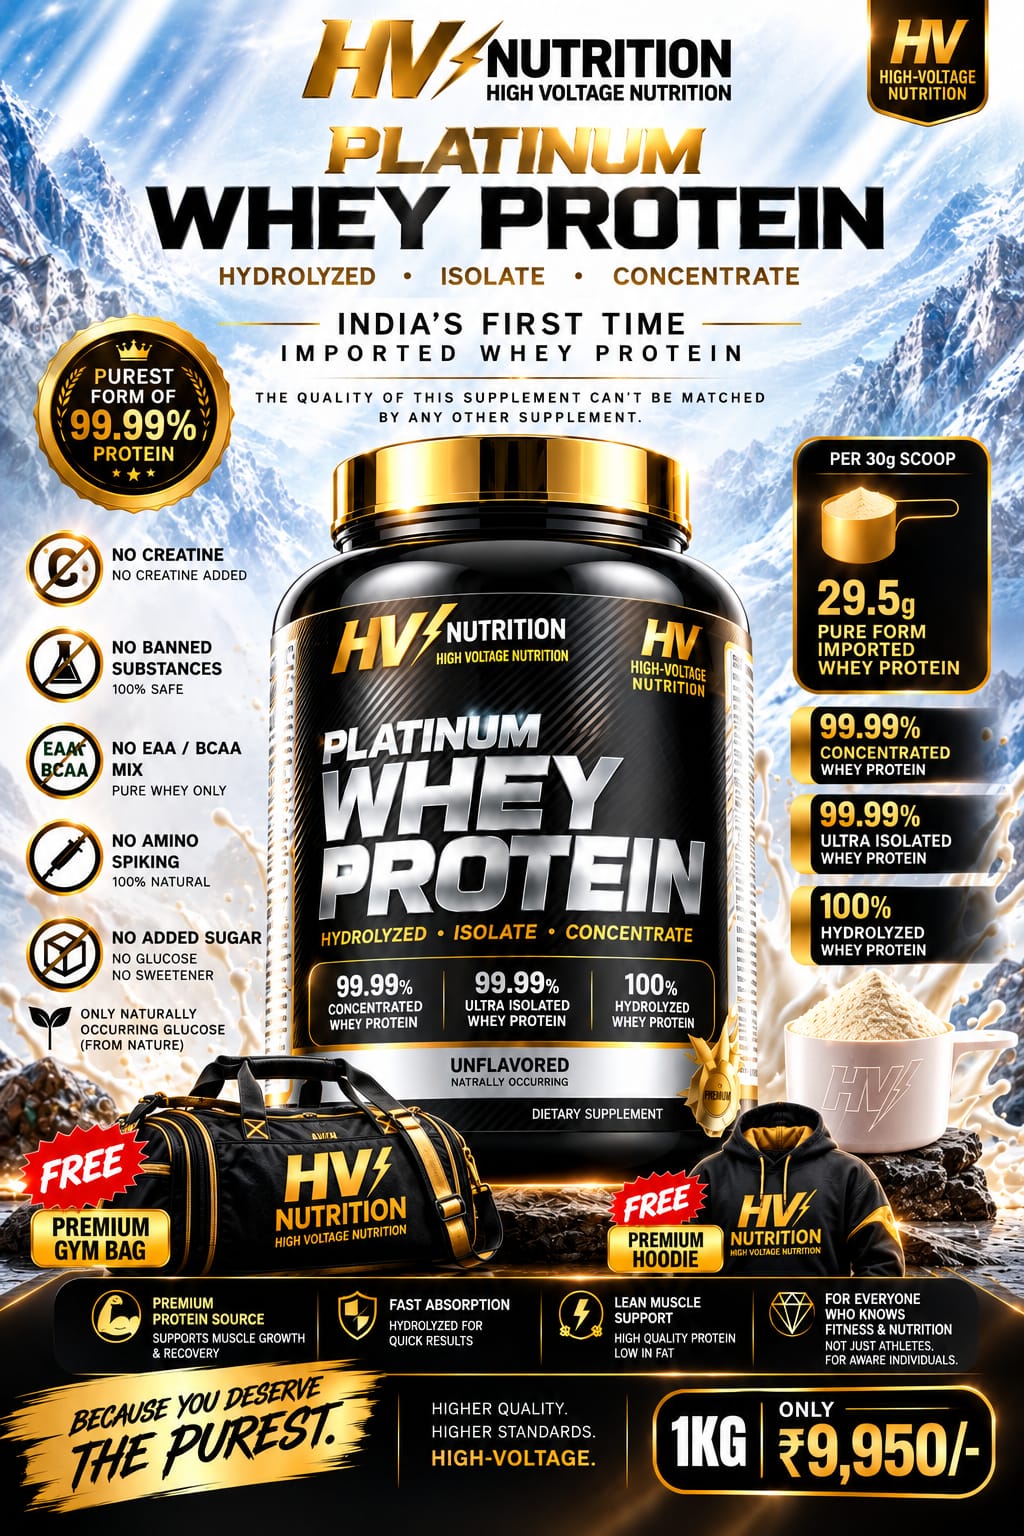 HV NUTRITION
HIGH VOLTAGE NUTRITION
HV
HIGH-VOLTAGE
NUTRITION
PLATINUM
WHEY PROTEIN
HYDROLYZED • ISOLATE • CONCENTRATE
INDIA'S FIRST TIME
IMPORTED WHEY PROTEIN
THE QUALITY OF THIS SUPPLEMENT CAN'T BE MATCHED
BY ANY OTHER SUPPLEMENT.
PUREST
FORM OF
99.99%
PROTEIN
NO CREATINE
NO CREATINE ADDED
NO BANNED
SUBSTANCES
100% SAFE
EAA
BCAA
NO EAA / BCAA
MIX
PURE WHEY ONLY
NO AMINO
SPIKING
100% NATURAL
NO ADDED SUGAR
NO GLUCOSE
NO SWEETENER
ONLY NATURALLY
OCCURRING GLUCOSE
(FROM NATURE)
PER 30g SCOOP
29.5g
PURE FORM
IMPORTED
WHEY PROTEIN
99.99%
CONCENTRATED
WHEY PROTEIN
99.99%
ULTRA ISOLATED
WHEY PROTEIN
100%
HYDROLYZED
WHEY PROTEIN
HV NUTRITION
HIGH VOLTAGE NUTRITION
HV
HIGH-VOLTAGE
NUTRITION
PLATINUM
WHEY
PROTEIN
HYDROLYZED • ISOLATE • CONCENTRATE
99.99%
CONCENTRATED
WHEY PROTEIN
99.99%
ULTRA ISOLATED
WHEY PROTEIN
100%
HYDROLYZED
WHEY PROTEIN
UNFLAVORED
NATRALLY OCCURRING
DIETARY SUPPLEMENT
PREMIUM
HV
FREE
PREMIUM
GYM BAG
HV
NUTRITION
HIGH VOLTAGE NUTRITION
FREE
PREMIUM
HOODIE
HV
NUTRITION
HIGH VOLTAGE NUTRITION
PREMIUM
PROTEIN SOURCE
SUPPORTS MUSCLE GROWTH
& RECOVERY
FAST ABSORPTION
HYDROLYZED FOR
QUICK RESULTS
LEAN MUSCLE
SUPPORT
HIGH QUALITY PROTEIN
LOW IN FAT
FOR EVERYONE
WHO KNOWS
FITNESS & NUTRITION
NOT JUST ATHLETES.
FOR AWARE INDIVIDUALS.
BECAUSE YOU DESERVE
THE PUREST.
HIGHER QUALITY.
HIGHER STANDARDS.
HIGH-VOLTAGE.
1KG
ONLY
₹9,950/-